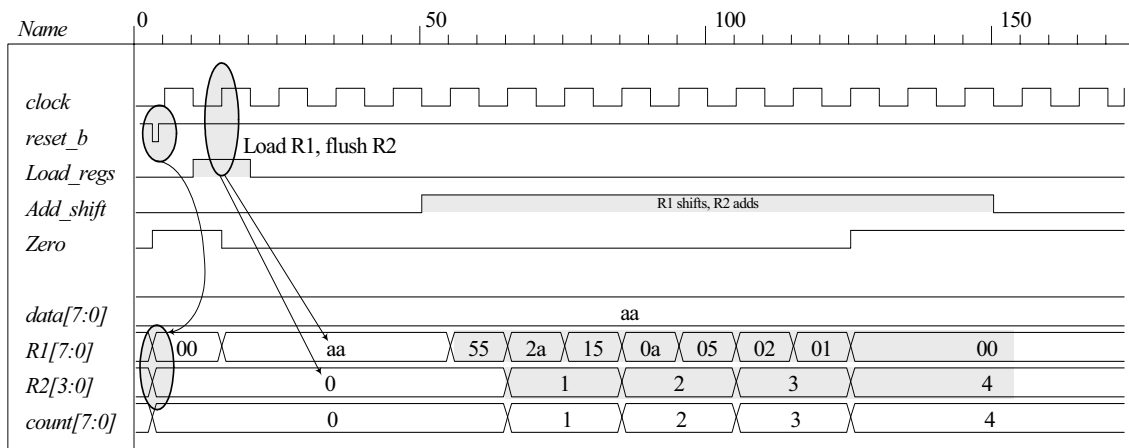 Name 0 50 100 150
clock
reset_b
Load R1, flush R2
Load_regs
Add_shift R1 shifts, R2 adds
Zero
data[7:0] aa
R1[7:0] 00 aa 55 2a 15 0a 05 02 01 00
R2[3:0] 0 1 2 3 4
count[7:0] 0 1 2 3 4